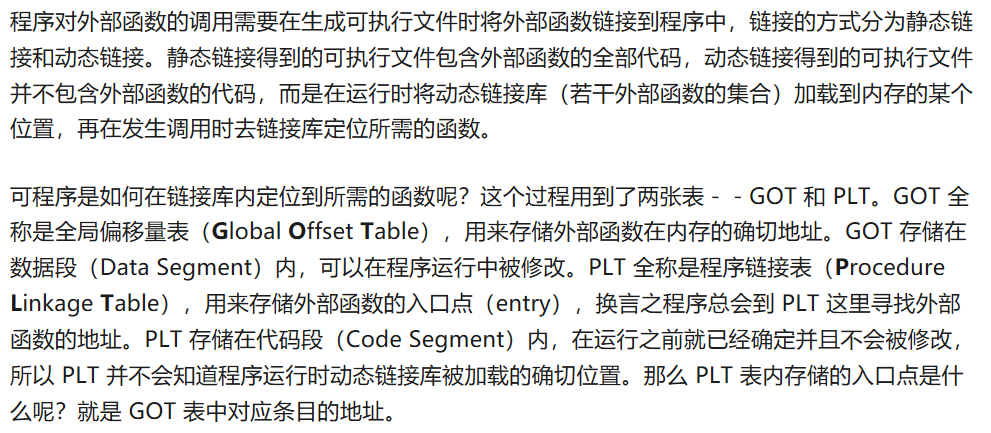 程序对外部函数的调用需要在生成可执行文件时将外部函数链接到程序中，链接的方式分为静态链
接和动态链接。静态链接得到的可执行文件包含外部函数的全部代码，动态链接得到的可执行文件
并不包含外部函数的代码，而是在运行时将动态链接库（若干外部函数的集合）加载到内存的某个
位置，再在发生调用时去链接库定位所需的函数。
可程序是如何在链接库内定位到所需的函数呢？这个过程用到了两张表 - - GOT 和 PLT。GOT 全
称是全局偏移量表（Global Offset Table），用来存储外部函数在内存的确切地址。GOT 存储在
数据段（Data Segment）内，可以在程序运行中被修改。PLT 全称是程序链接表（Procedure
Linkage Table），用来存储外部函数的入口点（entry），换言之程序总会到 PLT 这里寻找外部
函数的地址。PLT 存储在代码段（Code Segment）内，在运行之前就已经确定并且不会被修改，
所以 PLT 并不会知道程序运行时动态链接库被加载的确切位置。那么 PLT 表内存储的入口点是什
么呢？就是 GOT 表中对应条目的地址。